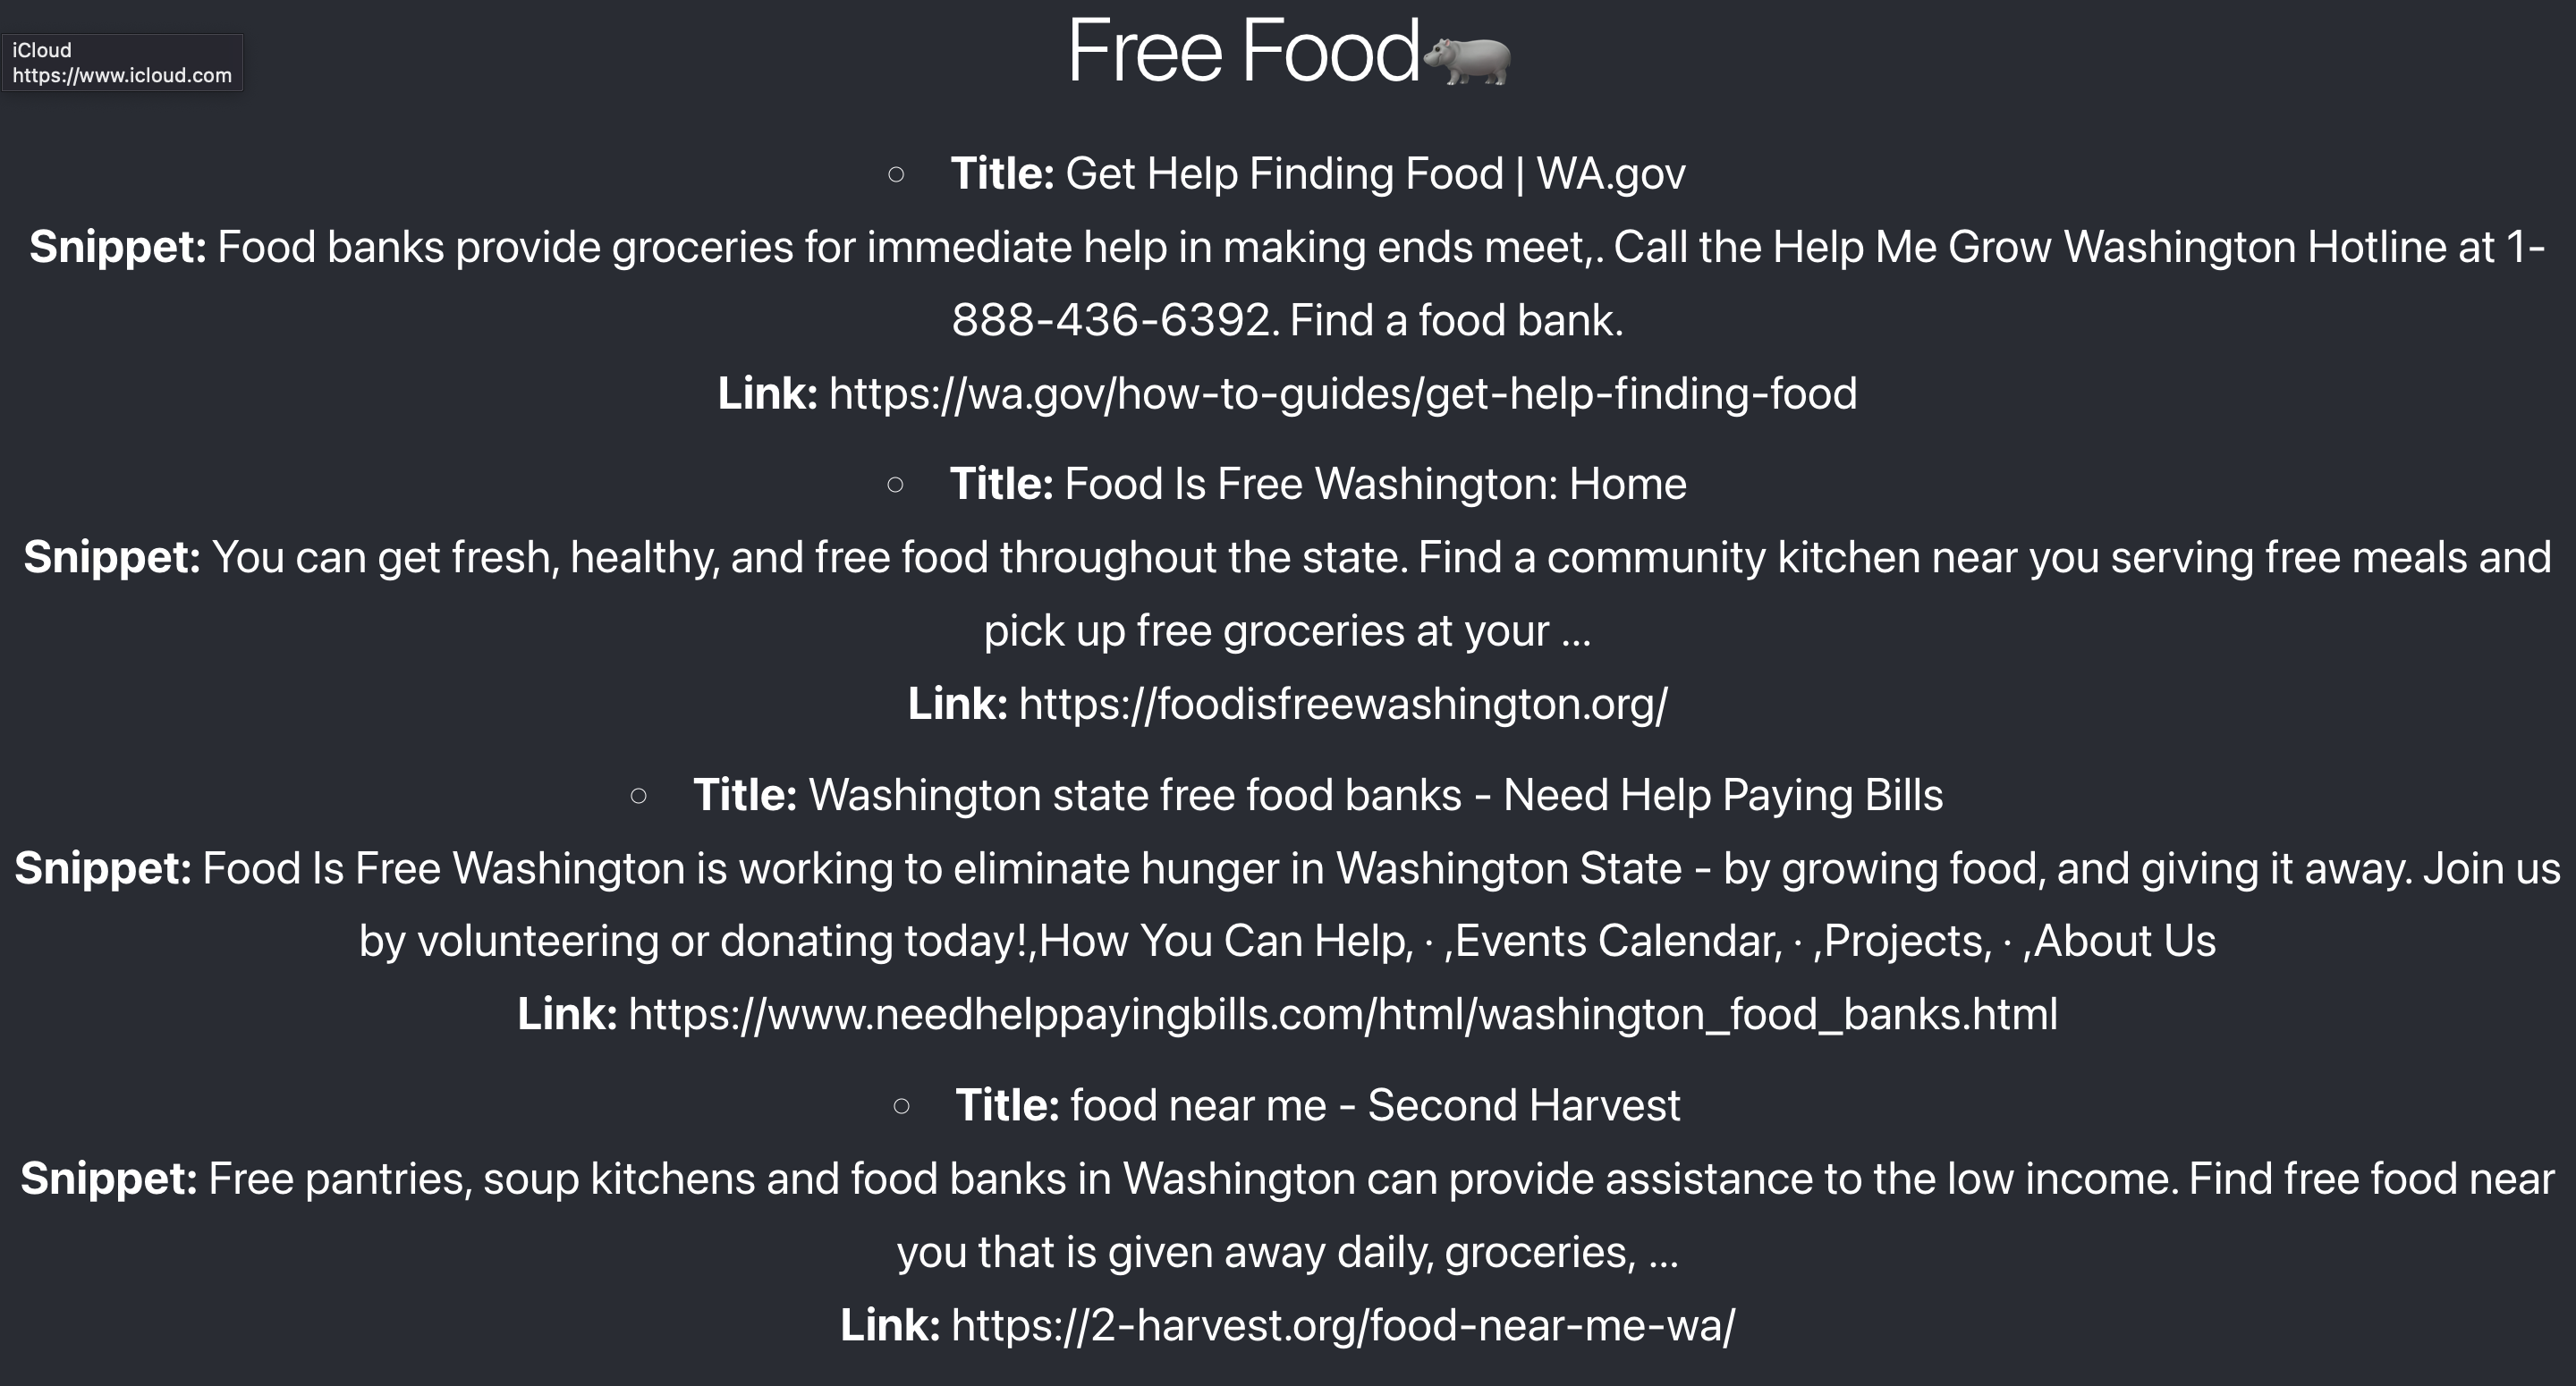 Free Food🦛
iCloud
https://www.icloud.com
Title: Get Help Finding Food | WA.gov
Snippet: Food banks provide groceries for immediate help in making ends meet,. Call the Help Me Grow Washington Hotline at 1-
888-436-6392. Find a food bank.
Link: https://wa.gov/how-to-guides/get-help-finding-food
Title: Food Is Free Washington: Home
Snippet: You can get fresh, healthy, and free food throughout the state. Find a community kitchen near you serving free meals and
pick up free groceries at your ...
Link: https://foodisfreewashington.org/
Title: Washington state free food banks - Need Help Paying Bills
Snippet: Food Is Free Washington is working to eliminate hunger in Washington State - by growing food, and giving it away. Join us
by volunteering or donating today!,How You Can Help, · ,Events Calendar, · ,Projects, · ,About Us
Link: https://www.needhelppayingbills.com/html/washington_food_banks.html
Title: food near me - Second Harvest
Snippet: Free pantries, soup kitchens and food banks in Washington can provide assistance to the low income. Find free food near
you that is given away daily, groceries, ...
Link: https://2-harvest.org/food-near-me-wa/